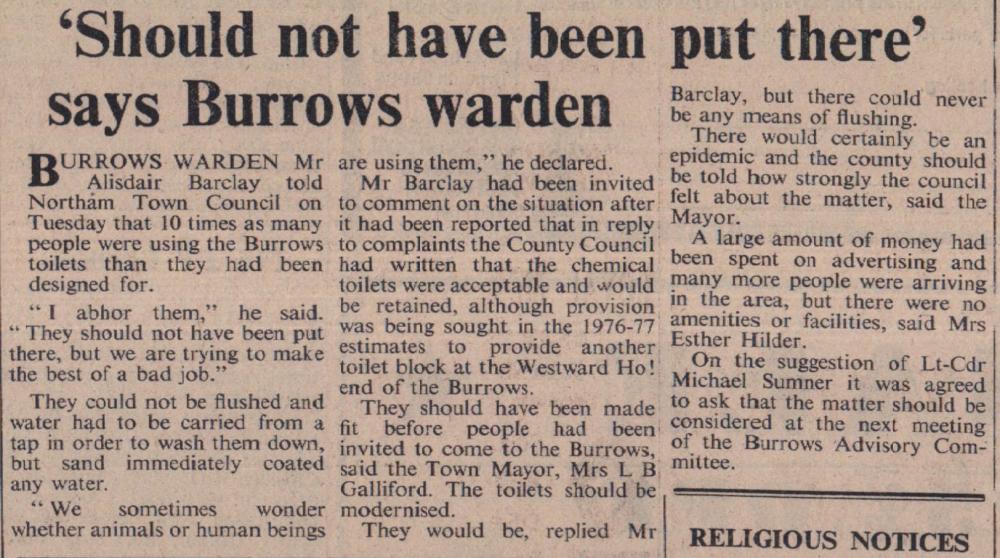 ‘Should not have been put there’
says Burrows warden
BURROWS WARDEN Mr
Alisdair Barclay told
Northam Town Council on
Tuesday that 10 times as many
people were using the Burrows
toilets than they had been
designed for.
“I abhor them,” he said.
“They should not have been put
there, but we are trying to make
the best of a bad job.”
They could not be flushed and
water had to be carried from a
tap in order to wash them down,
but sand immediately coated
any water.
“We sometimes wonder
whether animals or human beings
are using them,” he declared.
Mr Barclay had been invited
to comment on the situation after
it had been reported that in reply
to complaints the County Council
had written that the chemical
toilets were acceptable and would
be retained, although provision
was being sought in the 1976-77
estimates to provide another
toilet block at the Westward Ho!
end of the Burrows.
They should have been made
fit before people had been
invited to come to the Burrows,
said the Town Mayor, Mrs L B
Galliford. The toilets should be
modernised.
They would be, replied Mr
Barclay, but there could never
be any means of flushing.
There would certainly be an
epidemic and the county should
be told how strongly the council
felt about the matter, said the
Mayor.
A large amount of money had
been spent on advertising and
many more people were arriving
in the area, but there were no
amenities or facilities, said Mrs
Esther Hilder.
On the suggestion of Lt-Cdr
Michael Sumner it was agreed
to ask that the matter should be
considered at the next meeting
of the Burrows Advisory Com-
mittee.
RELIGIOUS NOTICES